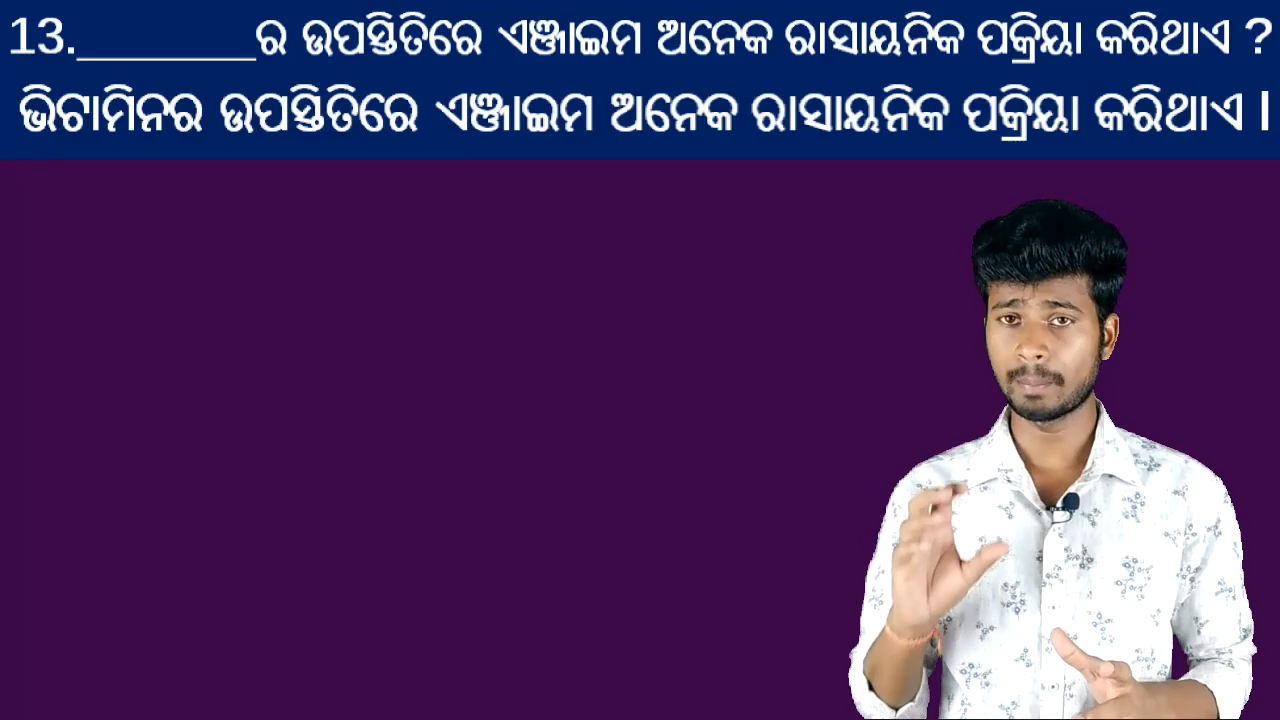 13.________ର ଉପସ୍ତିତିରେ ଏଞ୍ଜାଇମ ଅନେକ ରାସାୟନିକ ପକ୍ରିୟା କରିଥାଏ ?
ଭିଟାମିନର ଉପସ୍ତିତିରେ ଏଞ୍ଜାଇମ ଅନେକ ରାସାୟନିକ ପକ୍ରିୟା କରିଥାଏ l